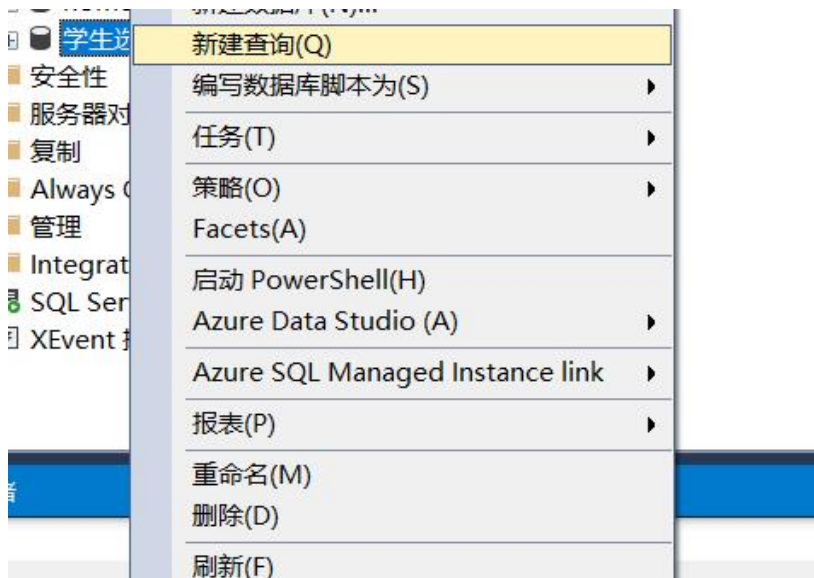 学生选
安全性
服务器对
复制
Always
管理
Integrat
SQL Ser
XEvent
新建查询(Q)
编写数据库脚本为(S)
任务(T)
策略(O)
Facets(A)
启动 PowerShell(H)
Azure Data Studio (A)
Azure SQL Managed Instance link
报表(P)
重命名(M)
删除(D)
刷新(F)